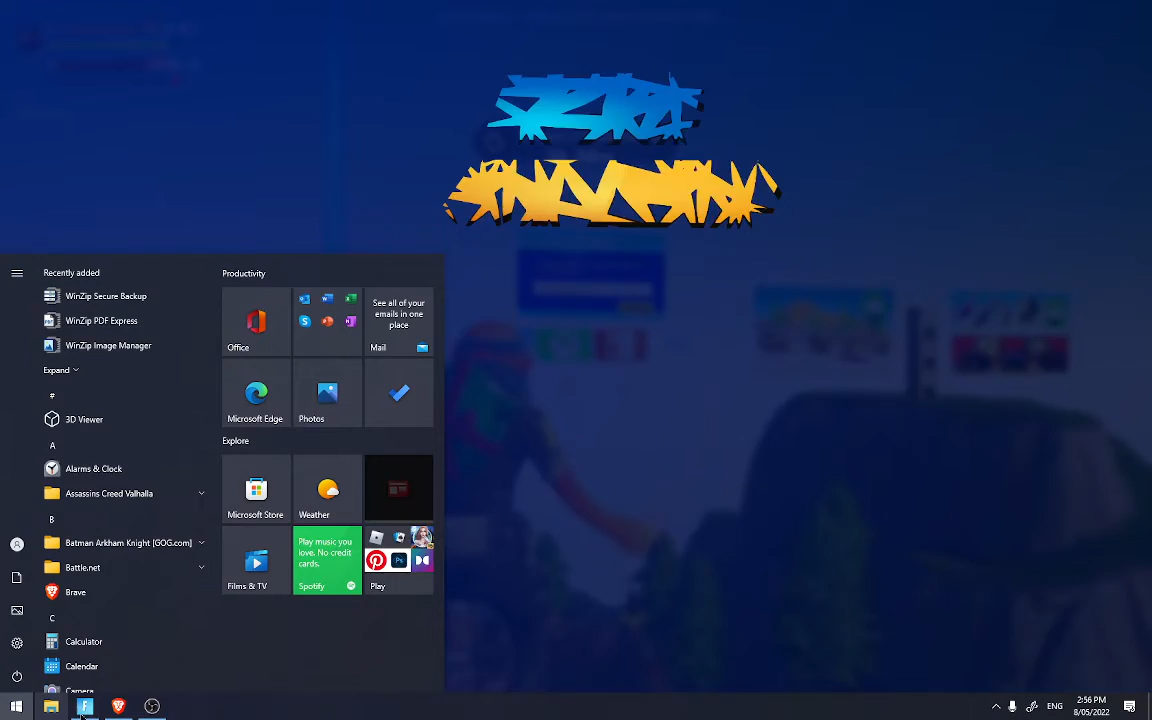 Recently added
WinZip Secure Backup
WinZip PDF Express
WinZip Image Manager
Expand
#
3D Viewer
A
Alarms & Clock
Assassins Creed Valhalla
B
Batman Arkham Knight [GOG.com]
Battle.net
Brave
C
Calculator
Calendar
Camera
Productivity
Office
See all of your
emails in one
place
Mail
Microsoft Edge
Photos
Explore
Microsoft Store
Weather
Films & TV
Play music you
love. No credit
cards.
Spotify
Play
ENG
2:56 PM
8/05/2022